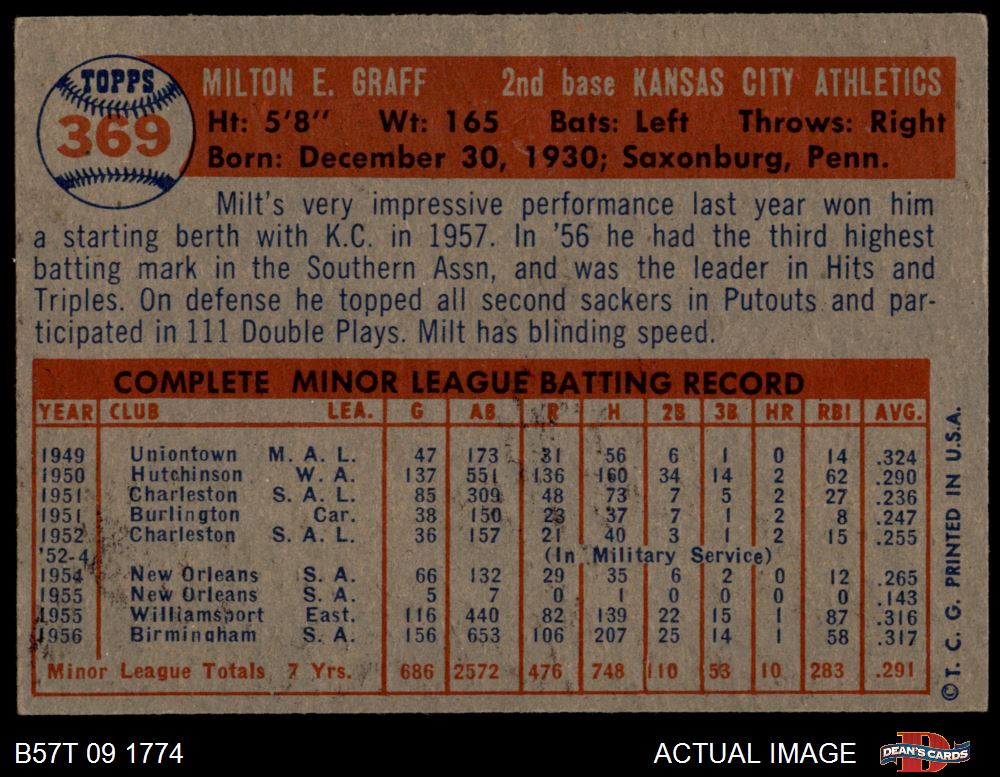 TOPPS
369
MILTON E. GRAFF 2nd base KANSAS CITY ATHLETICS
Ht: 5'8" Wt: 165 Bats: Left Throws: Right
Born: December 30, 1930; Saxonburg, Penn.
Milt's very impressive performance last year won him
a starting berth with K.C. in 1957. In '56 he had the third highest
batting mark in the Southern Assn, and was the leader in Hits and
Triples. On defense he topped all second sackers in Putouts and par-
ticipated in 111 Double Plays. Milt has blinding speed.
COMPLETE MINOR LEAGUE BATTING RECORD
YEAR CLUB LEA. G AB R H 2B 3B HR RBI AVG.
1949 Uniontown M. A. L. 47 173 31 56 6 1 0 14 .324
1950 Hutchinson W. A. 137 551 136 160 34 14 2 62 .290
1951 Charleston S. A. L. 85 309 48 73 7 5 2 27 .236
1951 Burlington Car. 38 150 23 37 7 1 2 8 .247
1952 Charleston S. A. L. 36 157 21 40 3 1 2 15 .255
'52-4 (In Military Service)
1954 New Orleans S. A. 66 132 29 35 6 2 0 12 .265
1955 New Orleans S. A. 5 7 0 1 0 0 0 0 .143
1955 Williamsport East. 116 440 82 139 22 15 1 87 .316
1956 Birmingham S. A. 156 653 106 207 25 14 1 58 .317
Minor League Totals 7 Yrs. 686 2572 476 748 110 53 10 283 .291
© T. C. G. PRINTED IN U.S.A.
B57T 09 1774
ACTUAL IMAGE
DEAN'S CARDS